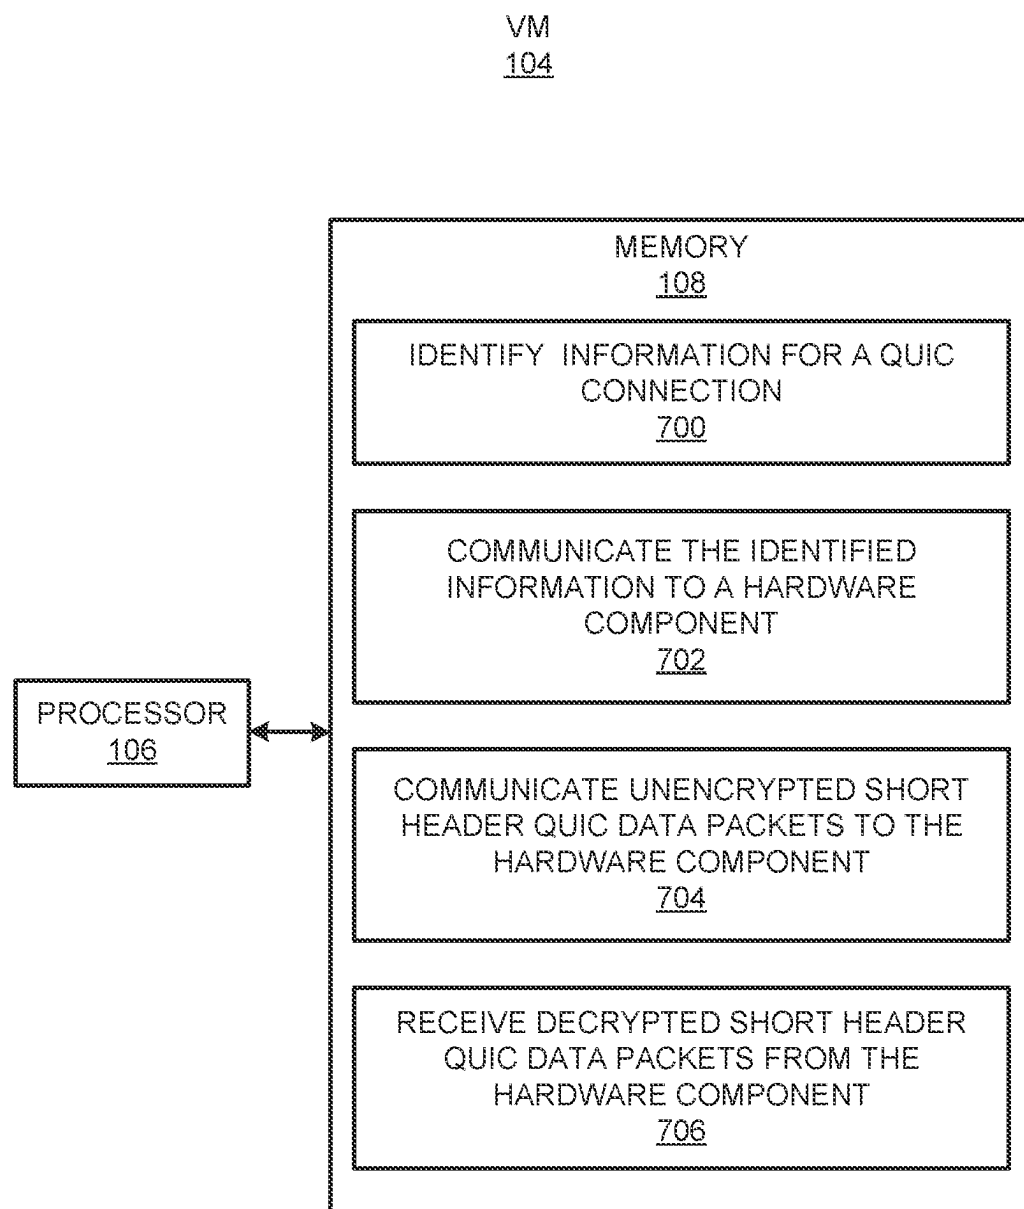 VM
104
MEMORY
108
IDENTIFY INFORMATION FOR A QUIC
CONNECTION
700
COMMUNICATE THE IDENTIFIED
INFORMATION TO A HARDWARE
COMPONENT
702
PROCESSOR
106
COMMUNICATE UNENCRYPTED SHORT
HEADER QUIC DATA PACKETS TO THE
HARDWARE COMPONENT
704
RECEIVE DECRYPTED SHORT HEADER
QUIC DATA PACKETS FROM THE
HARDWARE COMPONENT
706